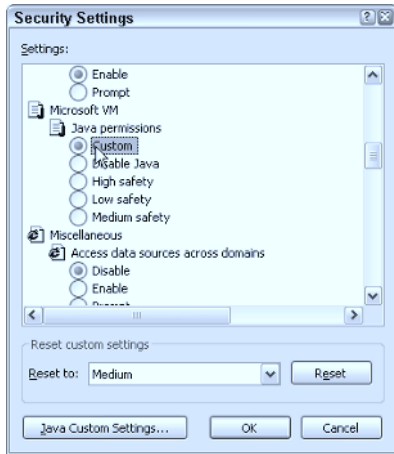 Security Settings
Settings:
Enable
Prompt
Microsoft VM
Java permissions
Custom
Disable Java
High safety
Low safety
Medium safety
Miscellaneous
Access data sources across domains
Disable
Enable
Prompt
Reset custom settings
Reset to: Medium Reset
Java Custom Settings... OK Cancel